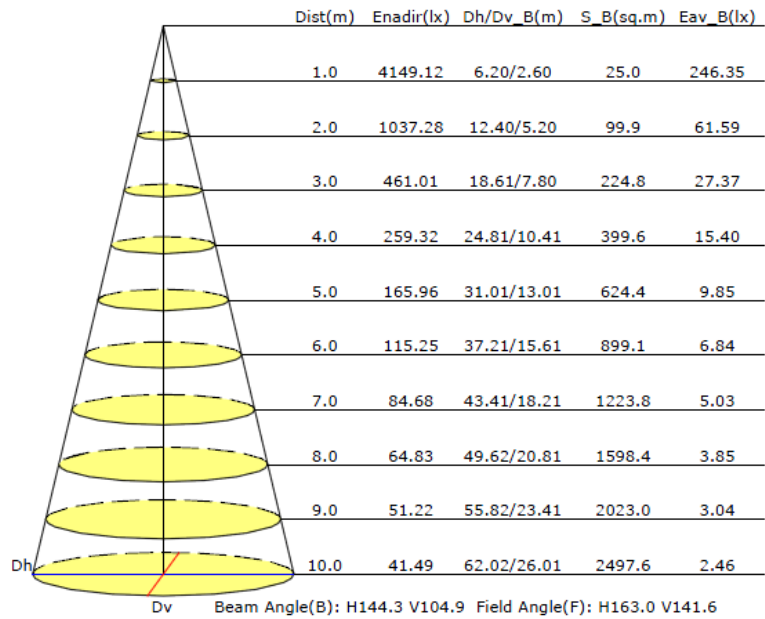 Dist(m) Enadir(lx) Dh/Dv_B(m) S_B(sq.m) Eav_B(lx)
1.0 4149.12 6.20/2.60 25.0 246.35
2.0 1037.28 12.40/5.20 99.9 61.59
3.0 461.01 18.61/7.80 224.8 27.37
4.0 259.32 24.81/10.41 399.6 15.40
5.0 165.96 31.01/13.01 624.4 9.85
6.0 115.25 37.21/15.61 899.1 6.84
7.0 84.68 43.41/18.21 1223.8 5.03
8.0 64.83 49.62/20.81 1598.4 3.85
9.0 51.22 55.82/23.41 2023.0 3.04
Dh 10.0 41.49 62.02/26.01 2497.6 2.46
Dv Beam Angle(B): H144.3 V104.9 Field Angle(F): H163.0 V141.6